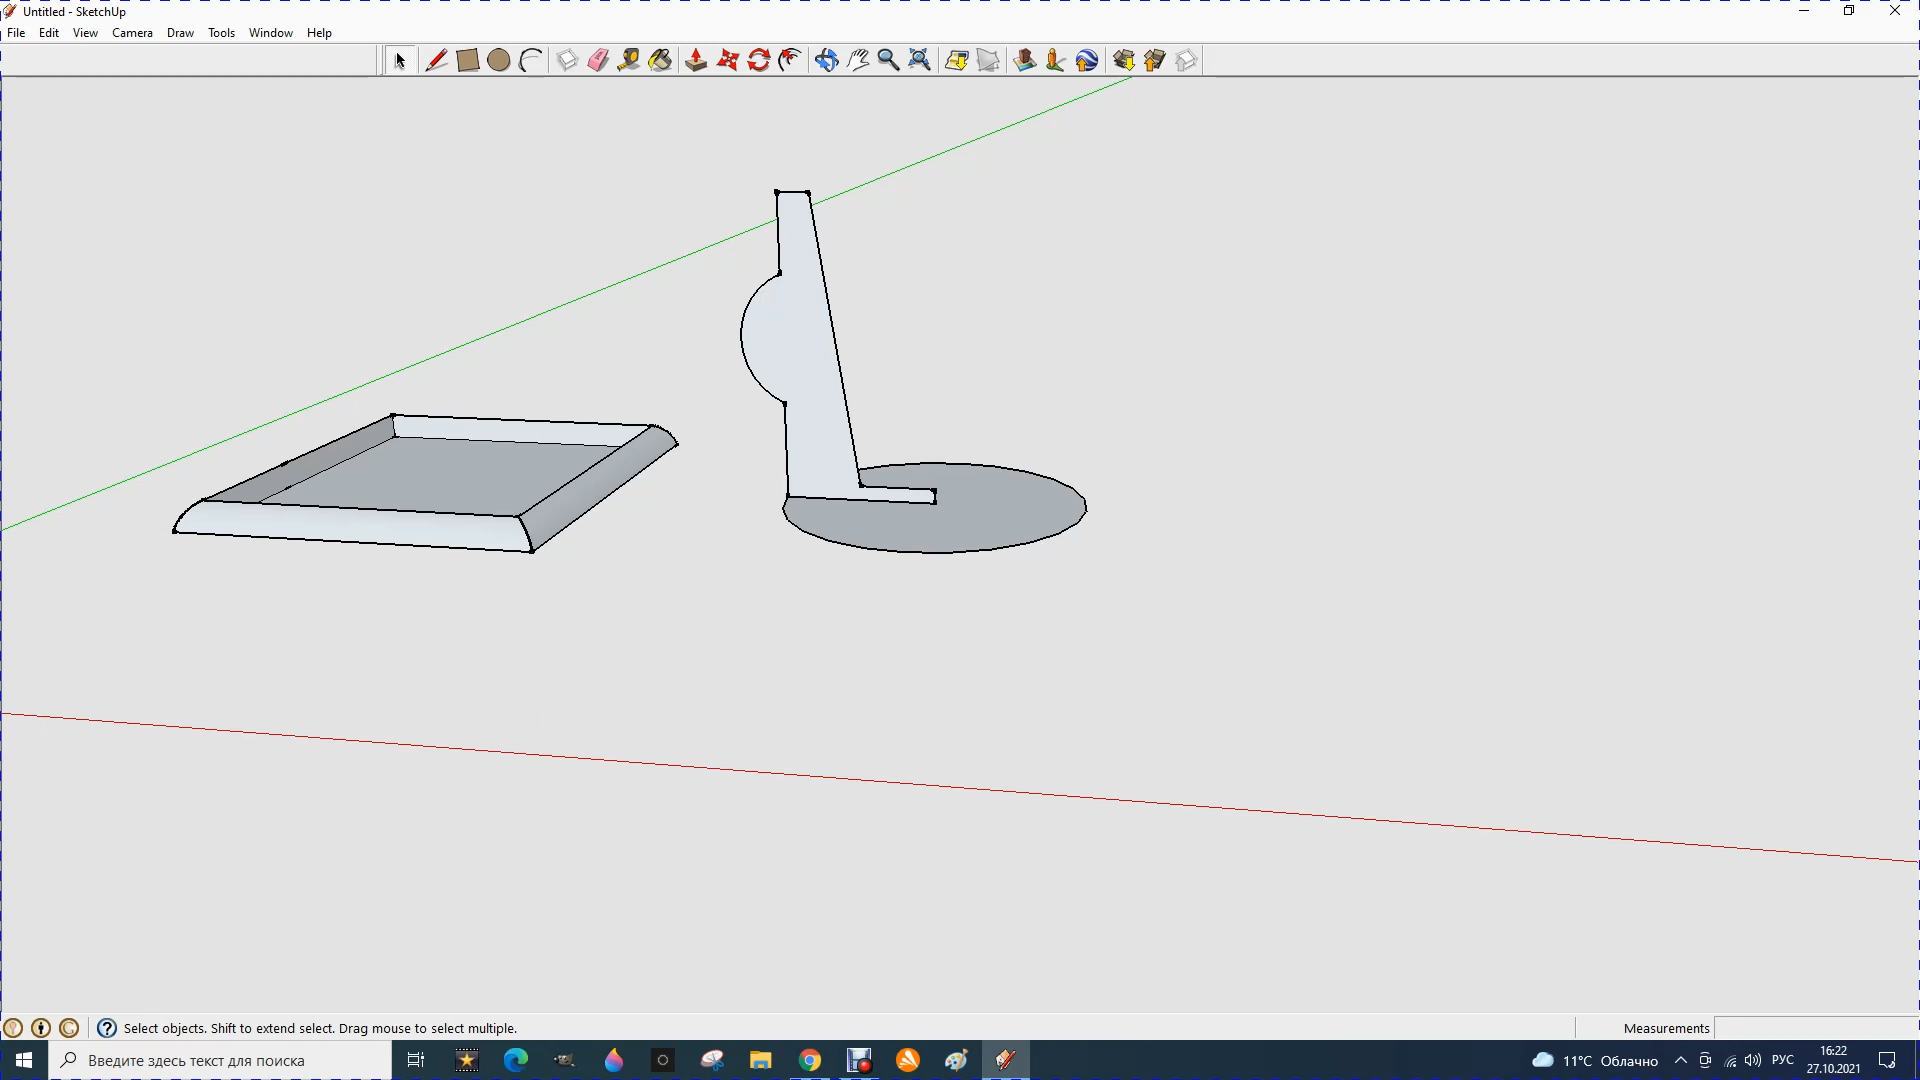 Untitled - SketchUp
File Edit View Camera Draw Tools Window Help
Select objects. Shift to extend select. Drag mouse to select multiple.
Measurements
Введите здесь текст для поиска
11°C Облачно
РУС
16:22
27.10.2021